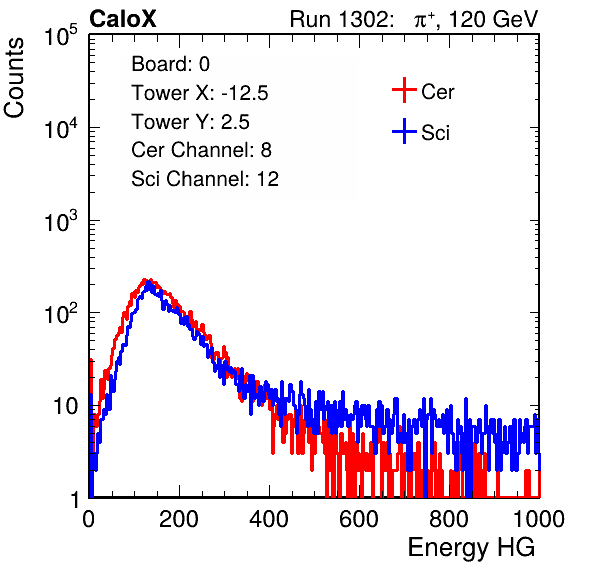 CaloX
Run 1302: π⁺, 120 GeV
Counts
10⁵
10⁴
10³
10²
10
1
Board: 0
Tower X: -12.5
Tower Y: 2.5
Cer Channel: 8
Sci Channel: 12
Cer
Sci
0 200 400 600 800 1000
Energy HG